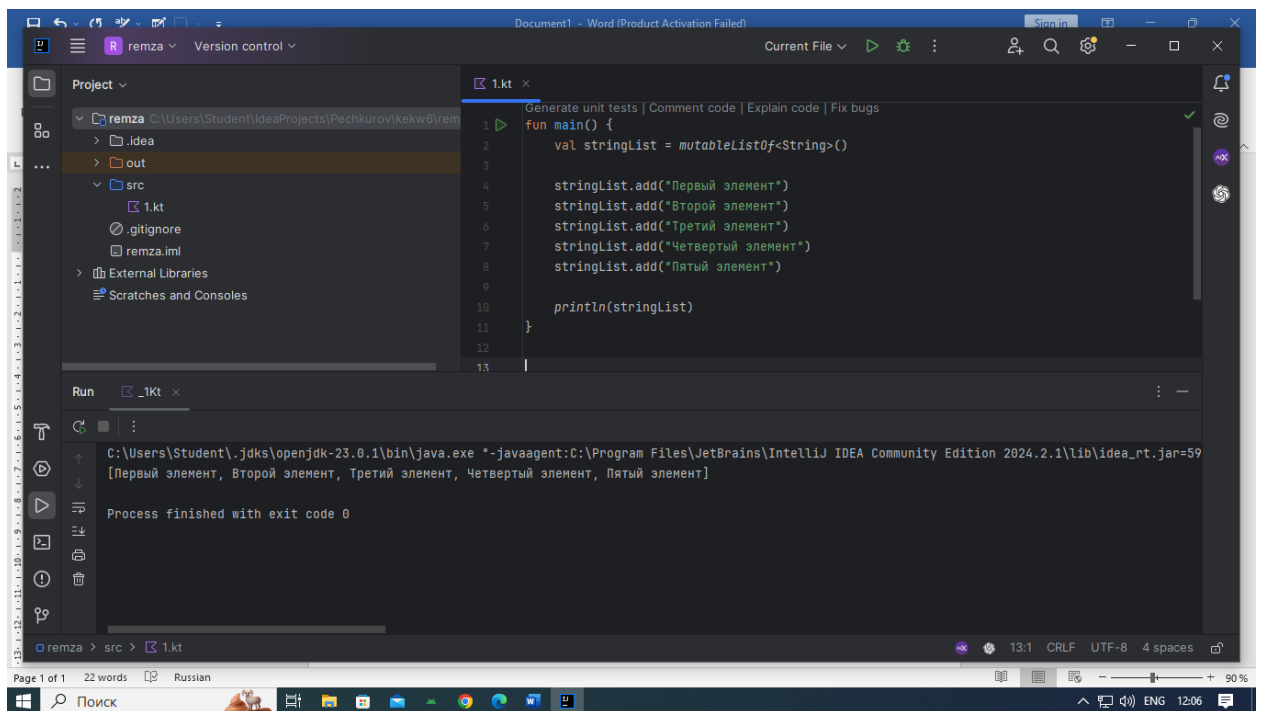 Document1 - Word (Product Activation Failed)
Sign in
R remza Version control
Current File
Project
1.kt
remza C:\Users\Student\IdeaProjects\Pechkurov\kekw6\rem
.idea
out
src
1.kt
.gitignore
remza.iml
External Libraries
Scratches and Consoles
Generate unit tests | Comment code | Explain code | Fix bugs
1 fun main() {
2 val stringList = mutableListOf<String>()
3
4 stringList.add("Первый элемент")
5 stringList.add("Второй элемент")
6 stringList.add("Третий элемент")
7 stringList.add("Четвертый элемент")
8 stringList.add("Пятый элемент")
9
10 println(stringList)
11 }
12
13
Run _1Kt
C:\Users\Student\.jdks\openjdk-23.0.1\bin\java.exe "-javaagent:C:\Program Files\JetBrains\IntelliJ IDEA Community Edition 2024.2.1\lib\idea_rt.jar=59
[Первый элемент, Второй элемент, Третий элемент, Четвертый элемент, Пятый элемент]
Process finished with exit code 0
remza > src > 1.kt
13:1 CRLF UTF-8 4 spaces
Page 1 of 1 22 words Russian
90 %
Поиск
ENG 12:06